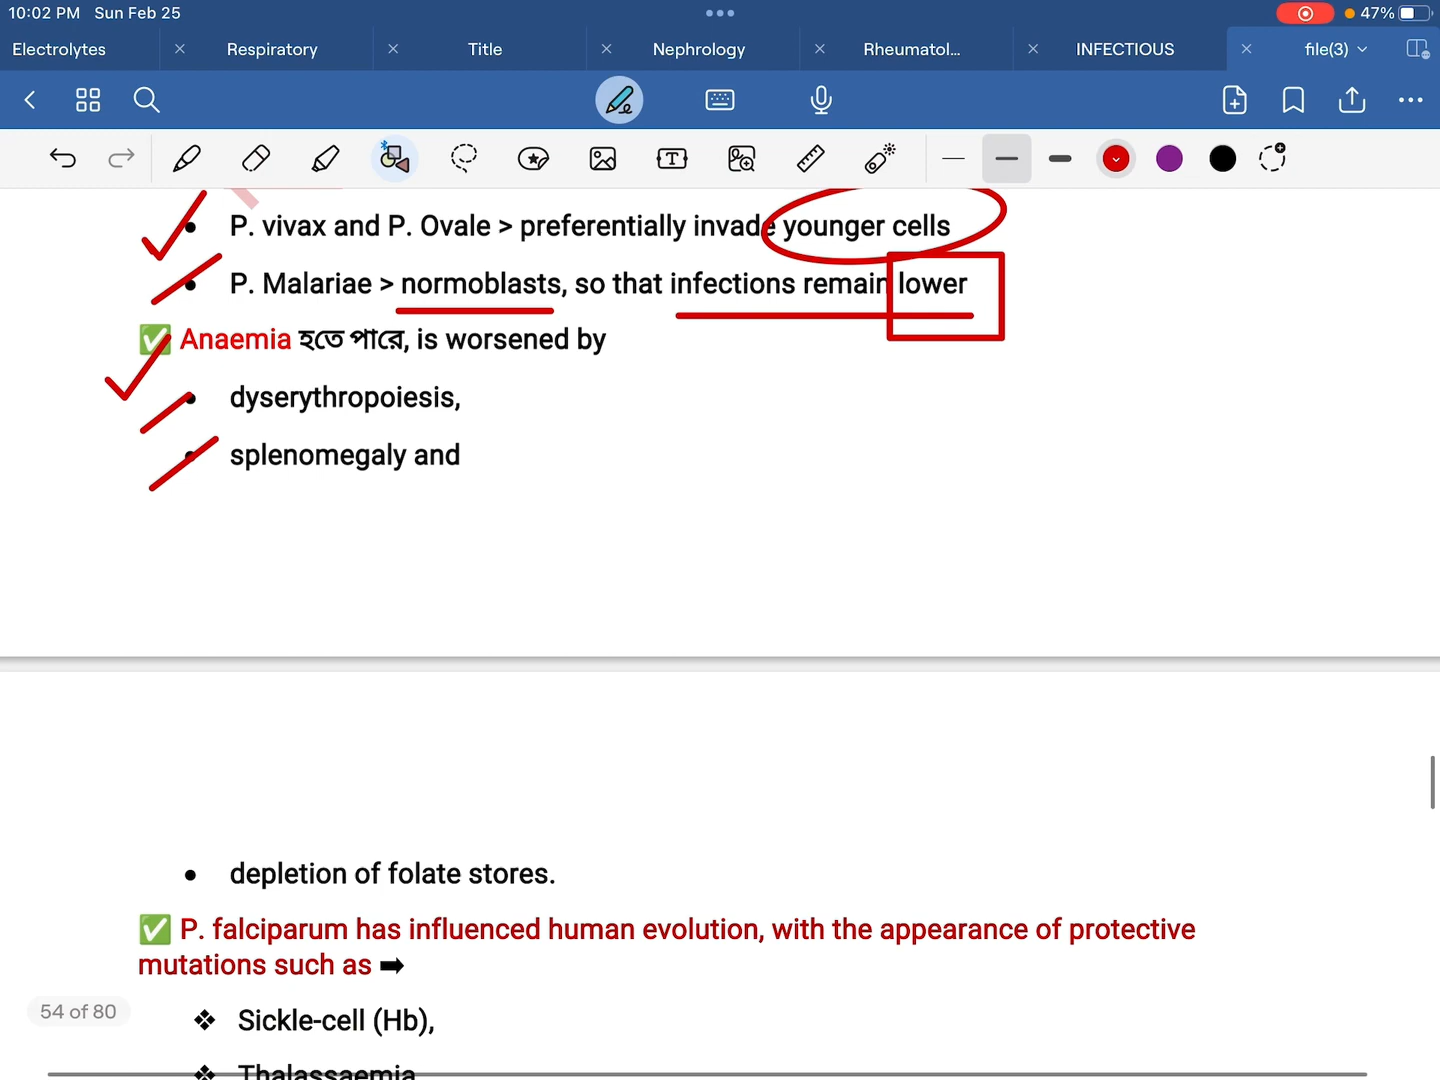 10:02 PM Sun Feb 25
47%
Electrolytes
Respiratory
Title
Nephrology
Rheumatol...
INFECTIOUS
file(3)
• P. vivax and P. Ovale > preferentially invade younger cells
• P. Malariae > normoblasts, so that infections remain lower
✅ Anaemia হতে পারে, is worsened by
• dyserythropoiesis,
• splenomegaly and
• depletion of folate stores.
✅ P. falciparum has influenced human evolution, with the appearance of protective
mutations such as ➡
54 of 80
❖ Sickle-cell (Hb),
❖ Thalassaemia